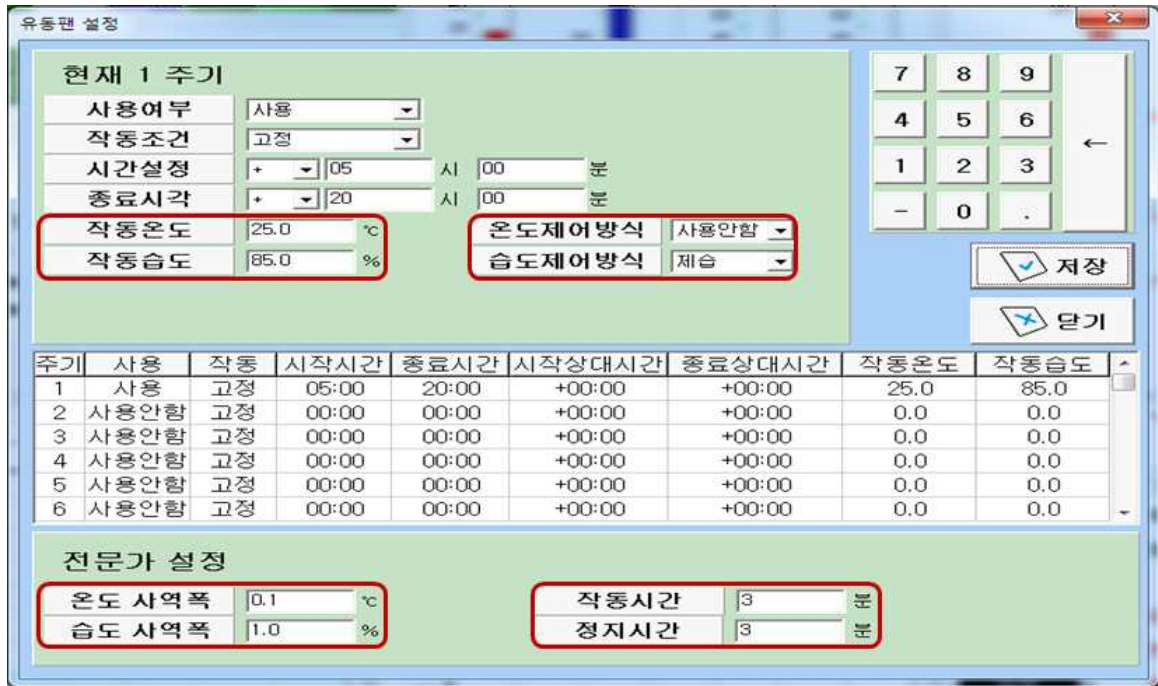 유동팬 설정
현재 1 주기
사용여부 사용
작동조건 고정
시간설정 + 05 시 00 분
종료시각 + 20 시 00 분
작동온도 25.0 ℃ 온도제어방식 사용안함
작동습도 85.0 % 습도제어방식 제습
7 8 9
4 5 6 ←
1 2 3
- 0 .
저장
닫기
주기 사용 작동 시작시간 종료시간 시작상대시간 종료상대시간 작동온도 작동습도
1 사용 고정 05:00 20:00 +00:00 +00:00 25.0 85.0
2 사용안함 고정 00:00 00:00 +00:00 +00:00 0.0 0.0
3 사용안함 고정 00:00 00:00 +00:00 +00:00 0.0 0.0
4 사용안함 고정 00:00 00:00 +00:00 +00:00 0.0 0.0
5 사용안함 고정 00:00 00:00 +00:00 +00:00 0.0 0.0
6 사용안함 고정 00:00 00:00 +00:00 +00:00 0.0 0.0
전문가 설정
온도 사역폭 0.1 ℃ 작동시간 3 분
습도 사역폭 1.0 % 정지시간 3 분